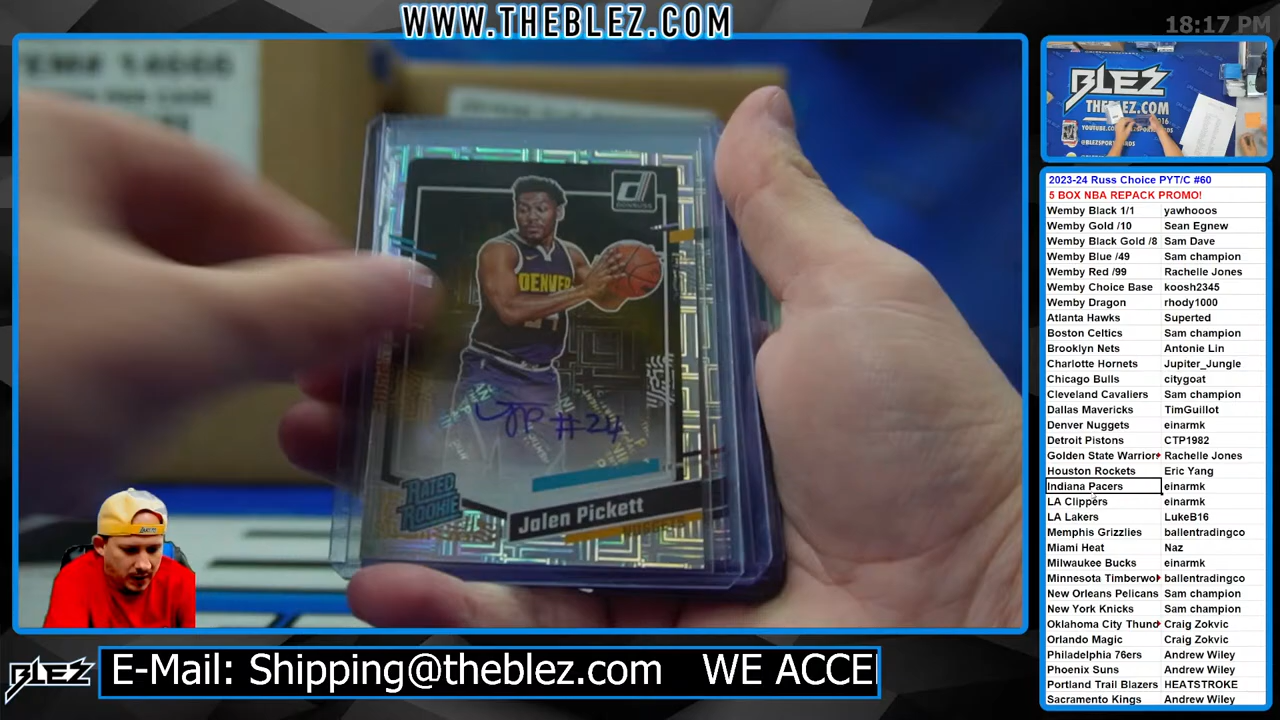 WWW.THEBLEZ.COM
18:17 PM
BLEZ
THEBLEZ.COM
DONRUSS
DENVER
JP #24
RATED
ROOKIE
Jalen Pickett
NUGGETS
2023-24 Russ Choice PYT/C #60
5 BOX NBA REPACK PROMO!
Wemby Black 1/1 yawhooos
Wemby Gold /10 Sean Egnew
Wemby Black Gold /8 Sam Dave
Wemby Blue /49 Sam champion
Wemby Red /99 Rachelle Jones
Wemby Choice Base koosh2345
Wemby Dragon rhody1000
Atlanta Hawks Superted
Boston Celtics Sam champion
Brooklyn Nets Antonie Lin
Charlotte Hornets Jupiter_Jungle
Chicago Bulls citygoat
Cleveland Cavaliers Sam champion
Dallas Mavericks TimGuillot
Denver Nuggets einarmk
Detroit Pistons CTP1982
Golden State Warrior Rachelle Jones
Houston Rockets Eric Yang
Indiana Pacers einarmk
LA Clippers einarmk
LA Lakers LukeB16
Memphis Grizzlies ballentradingco
Miami Heat Naz
Milwaukee Bucks einarmk
Minnesota Timberwol ballentradingco
New Orleans Pelicans Sam champion
New York Knicks Sam champion
Oklahoma City Thund Craig Zokvic
Orlando Magic Craig Zokvic
Philadelphia 76ers Andrew Wiley
Phoenix Suns Andrew Wiley
Portland Trail Blazers HEATSTROKE
Sacramento Kings Andrew Wiley
BLEZ
E-Mail: Shipping@theblez.com WE ACCE